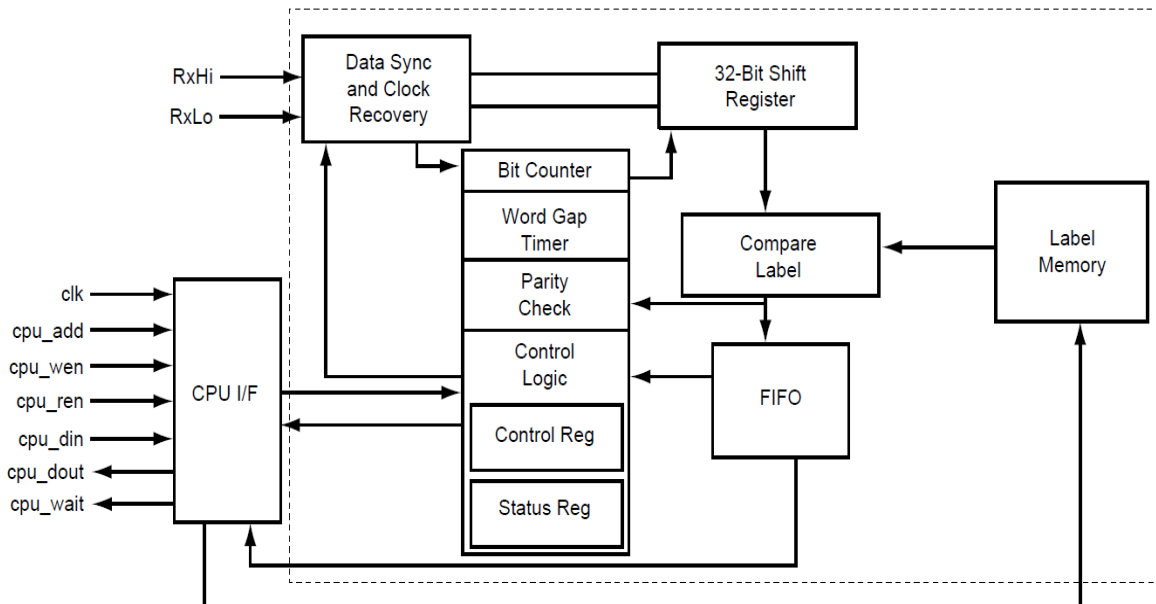 RxHi
RxLo
Data Sync
and Clock
Recovery
32-Bit Shift
Register
Bit Counter
Word Gap
Timer
Parity
Check
Control
Logic
Control Reg
Status Reg
Compare
Label
Label
Memory
FIFO
clk
cpu_add
cpu_wen
cpu_ren
cpu_din
cpu_dout
cpu_wait
CPU I/F